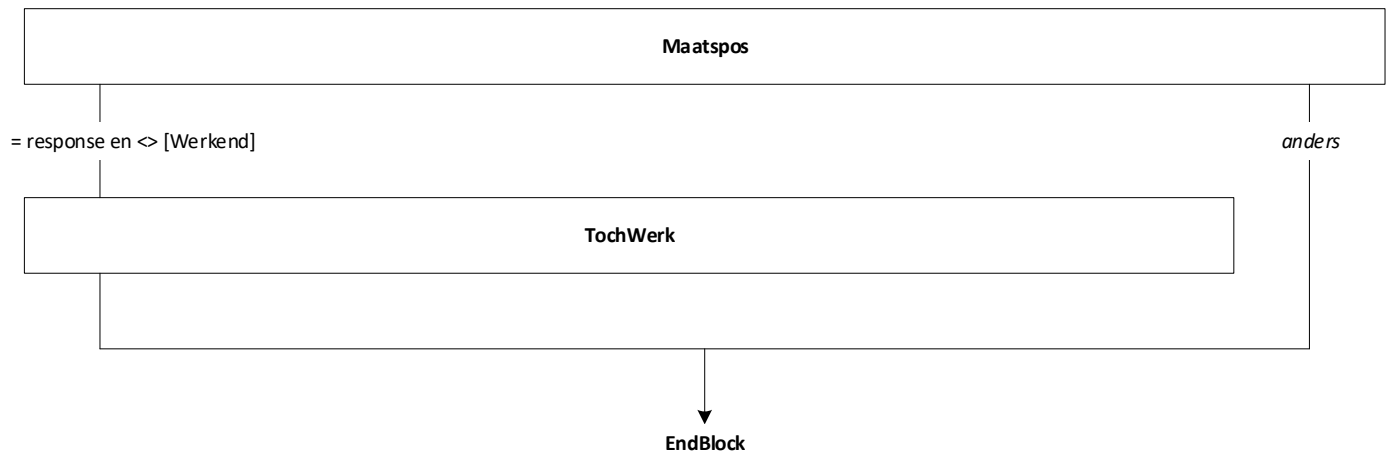 Maatspos
= response en <> [Werkend]
anders
TochWerk
EndBlock